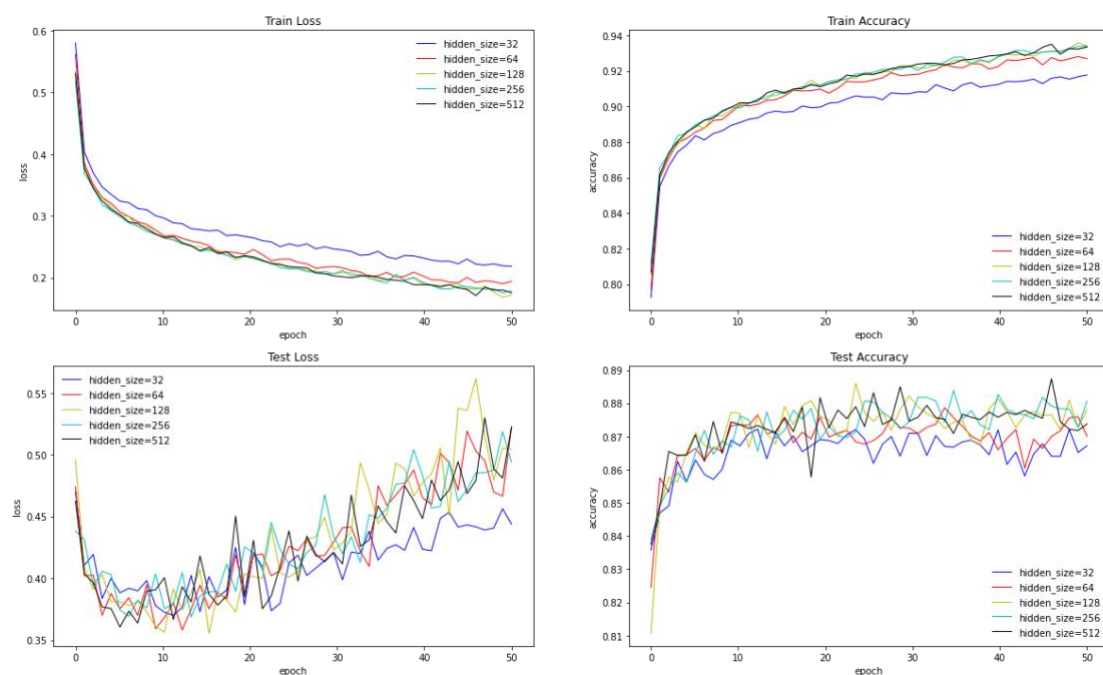 Train Loss
0.6
0.5
0.4
0.3
0.2
loss
hidden_size=32
hidden_size=64
hidden_size=128
hidden_size=256
hidden_size=512
0 10 20 30 40 50
epoch
Train Accuracy
0.94
0.92
0.90
0.88
0.86
0.84
0.82
0.80
accuracy
hidden_size=32
hidden_size=64
hidden_size=128
hidden_size=256
hidden_size=512
0 10 20 30 40 50
epoch
Test Loss
0.55
0.50
0.45
0.40
0.35
loss
hidden_size=32
hidden_size=64
hidden_size=128
hidden_size=256
hidden_size=512
0 10 20 30 40 50
epoch
Test Accuracy
0.89
0.88
0.87
0.86
0.85
0.84
0.83
0.82
0.81
accuracy
hidden_size=32
hidden_size=64
hidden_size=128
hidden_size=256
hidden_size=512
0 10 20 30 40 50
epoch